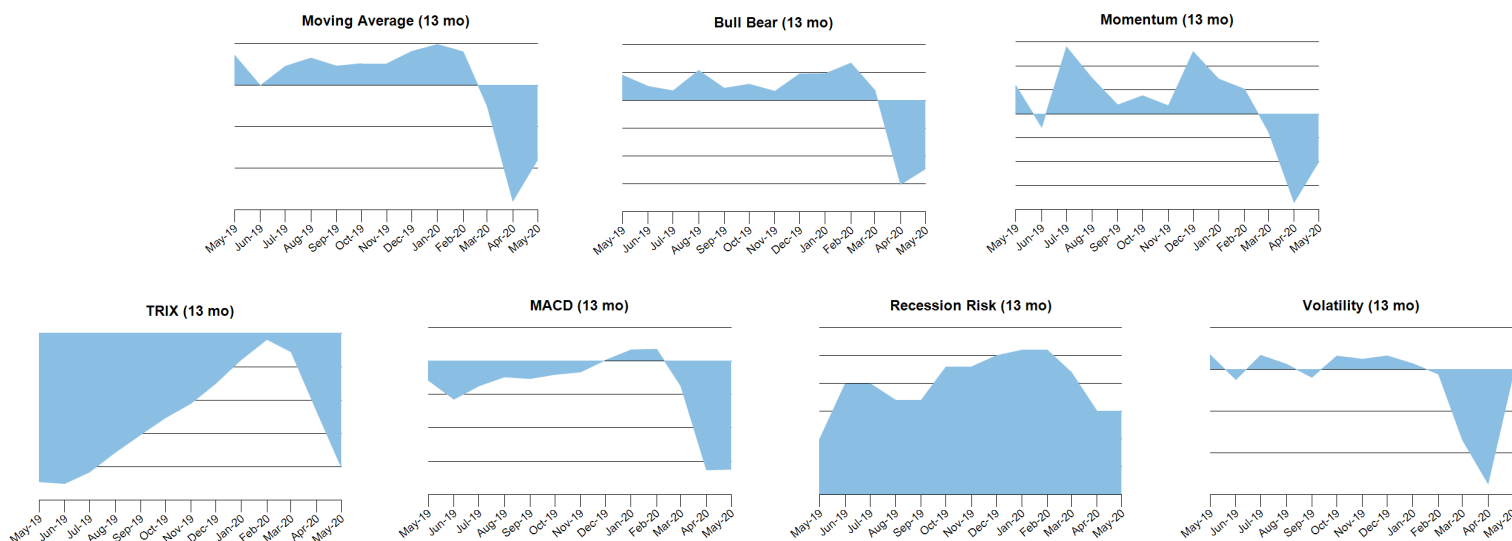 Moving Average (13 mo)
May-19 Jun-19 Jul-19 Aug-19 Sep-19 Oct-19 Nov-19 Dec-19 Jan-20 Feb-20 Mar-20 Apr-20 May-20
Bull Bear (13 mo)
May-19 Jun-19 Jul-19 Aug-19 Sep-19 Oct-19 Nov-19 Dec-19 Jan-20 Feb-20 Mar-20 Apr-20 May-20
Momentum (13 mo)
May-19 Jun-19 Jul-19 Aug-19 Sep-19 Oct-19 Nov-19 Dec-19 Jan-20 Feb-20 Mar-20 Apr-20 May-20
TRIX (13 mo)
May-19 Jun-19 Jul-19 Aug-19 Sep-19 Oct-19 Nov-19 Dec-19 Jan-20 Feb-20 Mar-20 Apr-20 May-20
MACD (13 mo)
May-19 Jun-19 Jul-19 Aug-19 Sep-19 Oct-19 Nov-19 Dec-19 Jan-20 Feb-20 Mar-20 Apr-20 May-20
Recession Risk (13 mo)
May-19 Jun-19 Jul-19 Aug-19 Sep-19 Oct-19 Nov-19 Dec-19 Jan-20 Feb-20 Mar-20 Apr-20 May-20
Volatility (13 mo)
May-19 Jun-19 Jul-19 Aug-19 Sep-19 Oct-19 Nov-19 Dec-19 Jan-20 Feb-20 Mar-20 Apr-20 May-20